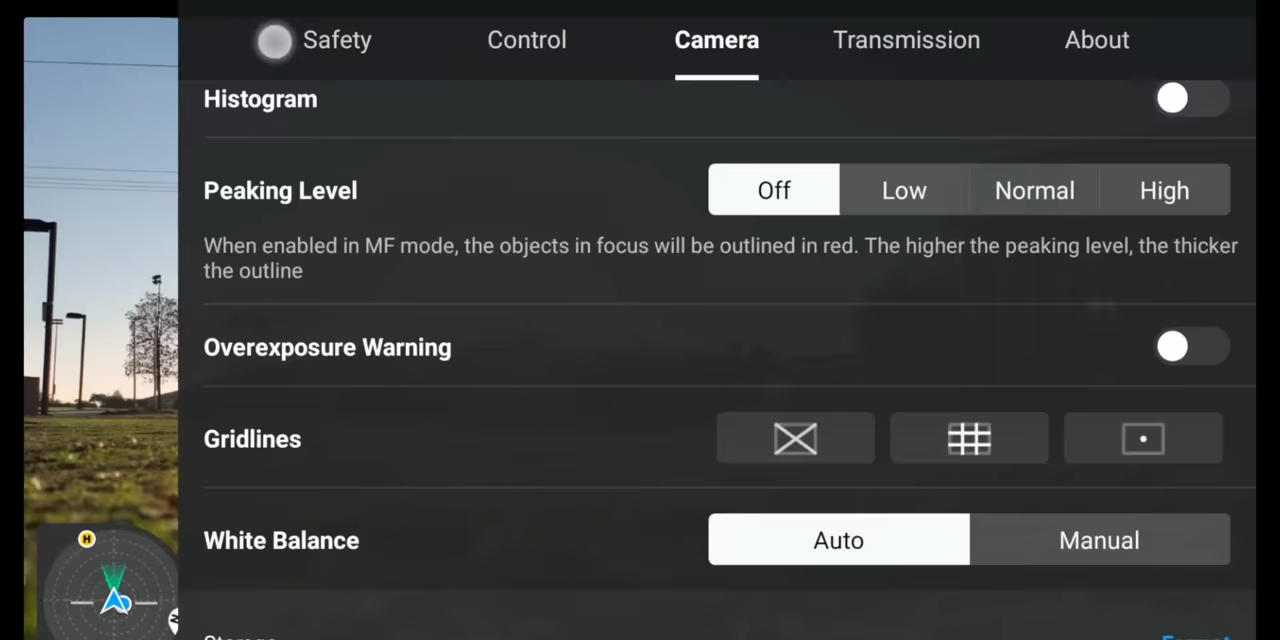 Safety
Control
Camera
Transmission
About
Histogram
Peaking Level
Off
Low
Normal
High
When enabled in MF mode, the objects in focus will be outlined in red. The higher the peaking level, the thicker
the outline
Overexposure Warning
Gridlines
White Balance
Auto
Manual
H
N